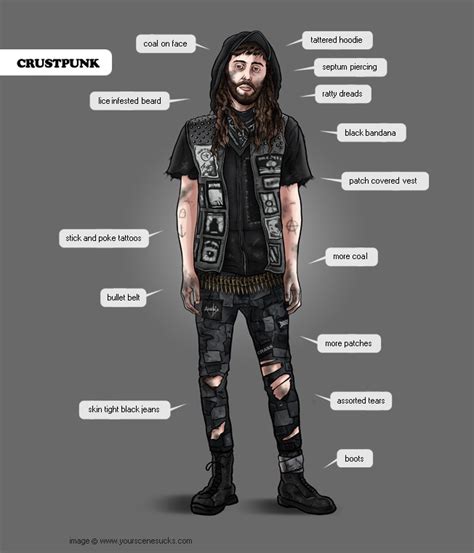 CRUSTPUNK
coal on face
tattered hoodie
septum piercing
lice infested beard
ratty dreads
black bandana
patch covered vest
stick and poke tattoos
more coal
bullet belt
more patches
skin tight black jeans
assorted tears
boots
image © www.yourscenesucks.com